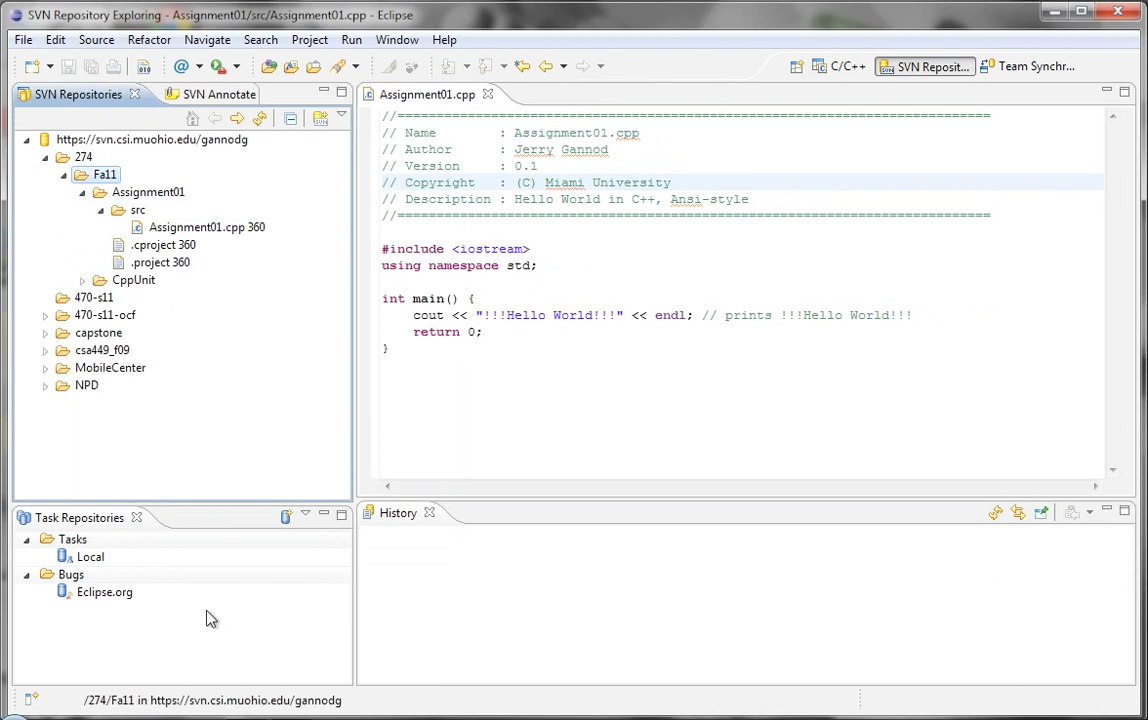 SVN Repository Exploring - Assignment01/src/Assignment01.cpp - Eclipse
File Edit Source Refactor Navigate Search Project Run Window Help
C/C++ SVN Reposit... Team Synchr...
SVN Repositories SVN Annotate
https://svn.csi.muohio.edu/gannodg
274
Fa11
Assignment01
src
Assignment01.cpp 360
.cproject 360
.project 360
CppUnit
470-s11
470-s11-ocf
capstone
csa449_f09
MobileCenter
NPD
Assignment01.cpp
//============================================================================
// Name        : Assignment01.cpp
// Author      : Jerry Gannod
// Version     : 0.1
// Copyright   : (C) Miami University
// Description : Hello World in C++, Ansi-style
//============================================================================
#include <iostream>
using namespace std;
int main() {
    cout << "!!!Hello World!!!" << endl; // prints !!!Hello World!!!
    return 0;
}
Task Repositories
Tasks
Local
Bugs
Eclipse.org
History
/274/Fa11 in https://svn.csi.muohio.edu/gannodg